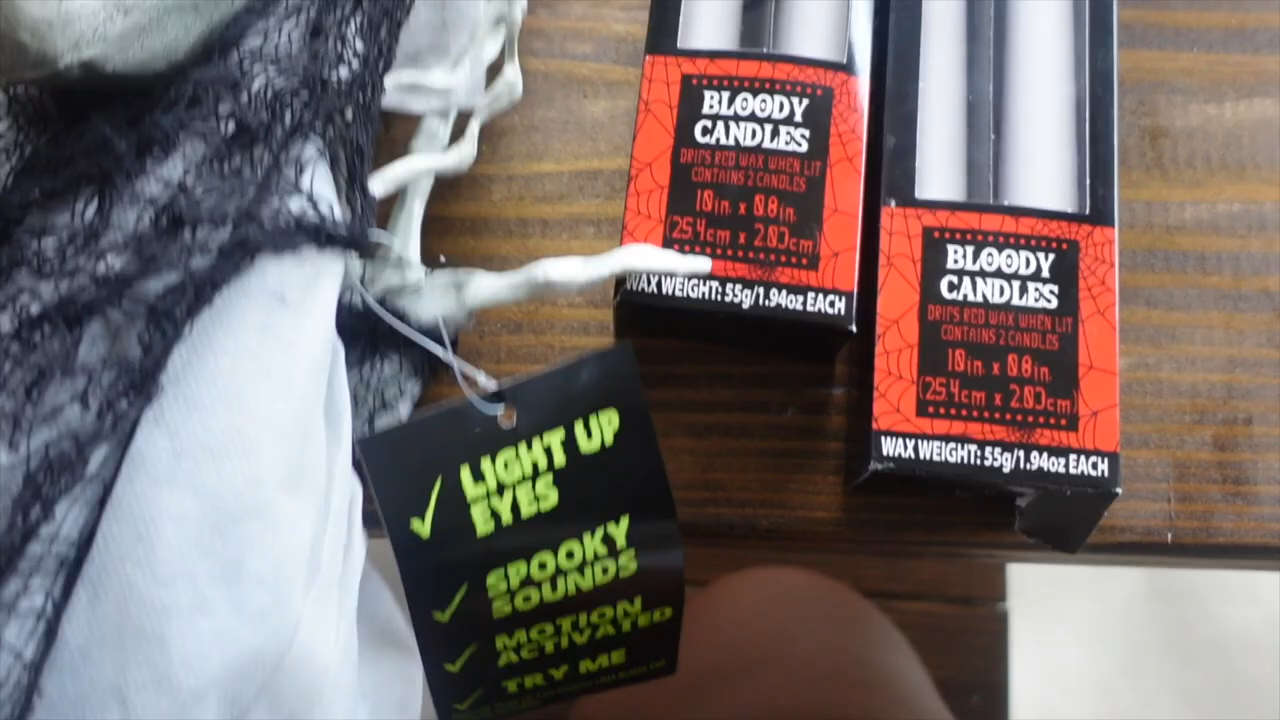 BLOODY
CANDLES
DRIPS RED WAX WHEN LIT
CONTAINS 2 CANDLES
10in. x 0.8in.
(25.4cm x 2.03cm)
WAX WEIGHT: 55g/1.94oz EACH
BLOODY
CANDLES
DRIPS RED WAX WHEN LIT
CONTAINS 2 CANDLES
10in. x 0.8in.
(25.4cm x 2.03cm)
WAX WEIGHT: 55g/1.94oz EACH
LIGHT UP
EYES
SPOOKY
SOUNDS
MOTION
ACTIVATED
TRY ME